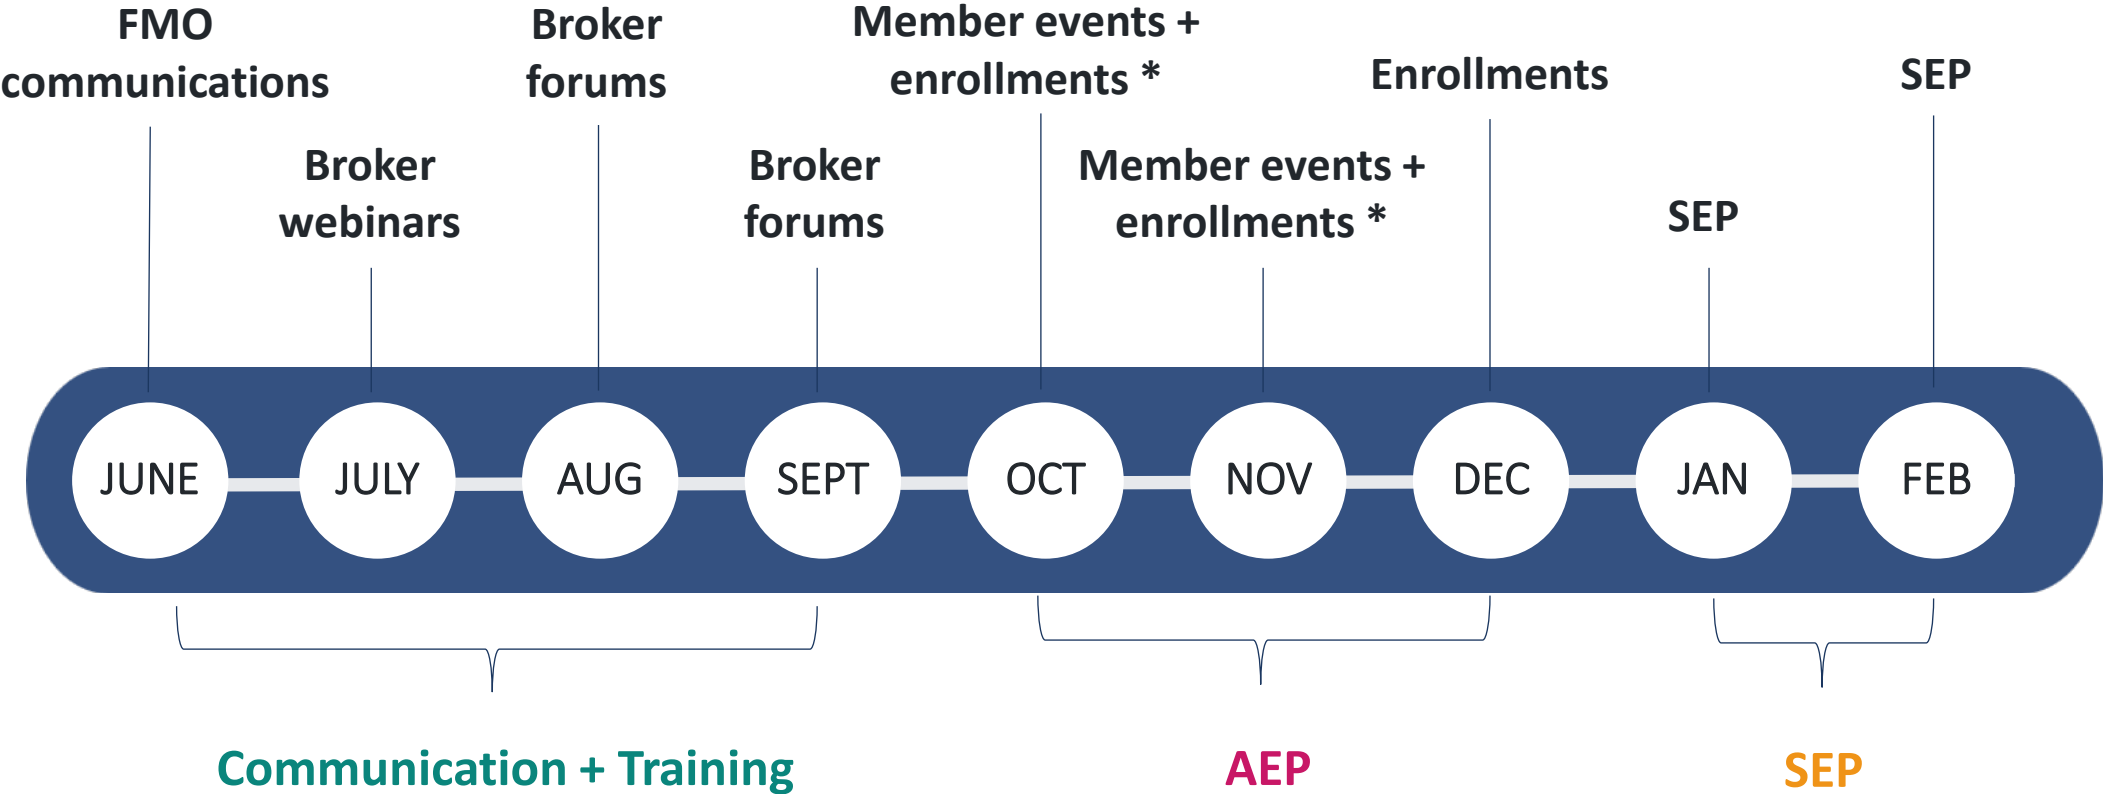 FMO
communications
Broker
webinars
Broker
forums
Broker
forums
Member events +
enrollments *
Member events +
enrollments *
Enrollments
SEP
SEP
JUNE
JULY
AUG
SEPT
OCT
NOV
DEC
JAN
FEB
Communication + Training
AEP
SEP